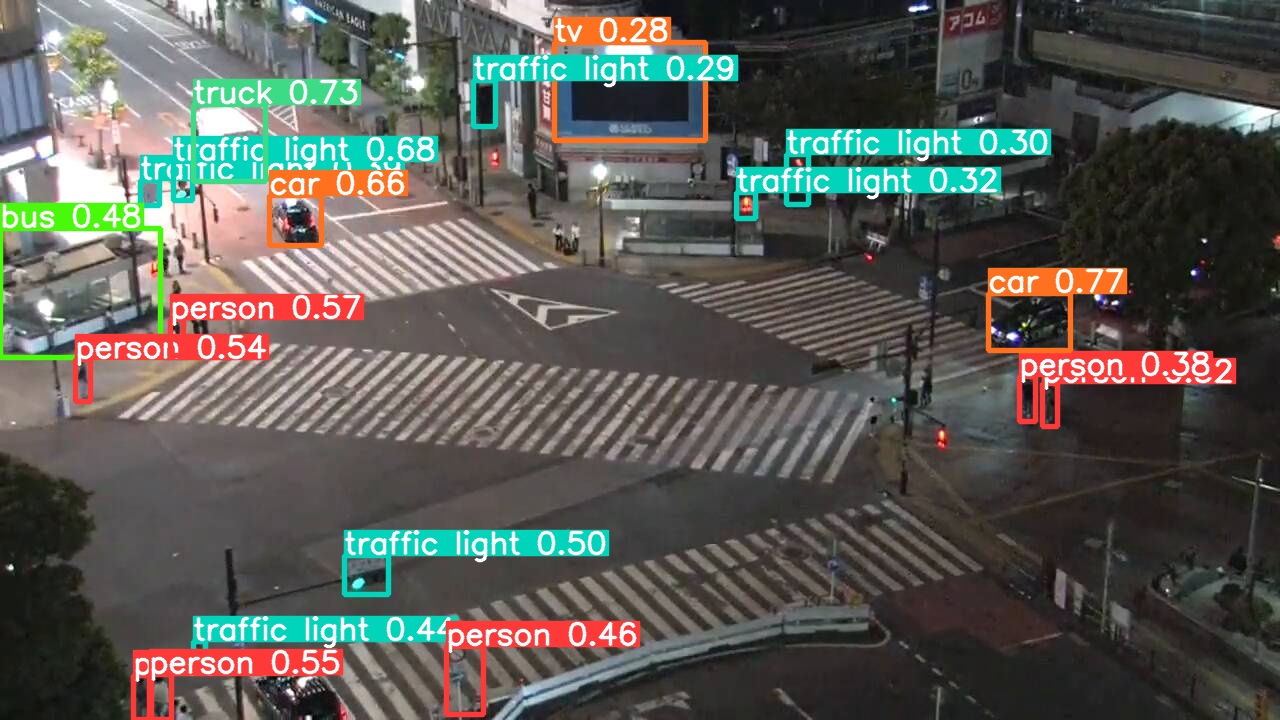 AMERICAN EAGLE
tv 0.28
アコム
traffic light 0.29
truck 0.73
traffic light 0.30
traffic light 0.68
car 0.66
traffic light 0.32
bus 0.48
car 0.77
person 0.57
person 0.54
person 0.38
traffic light 0.50
traffic light 0.44
person 0.46
person 0.55